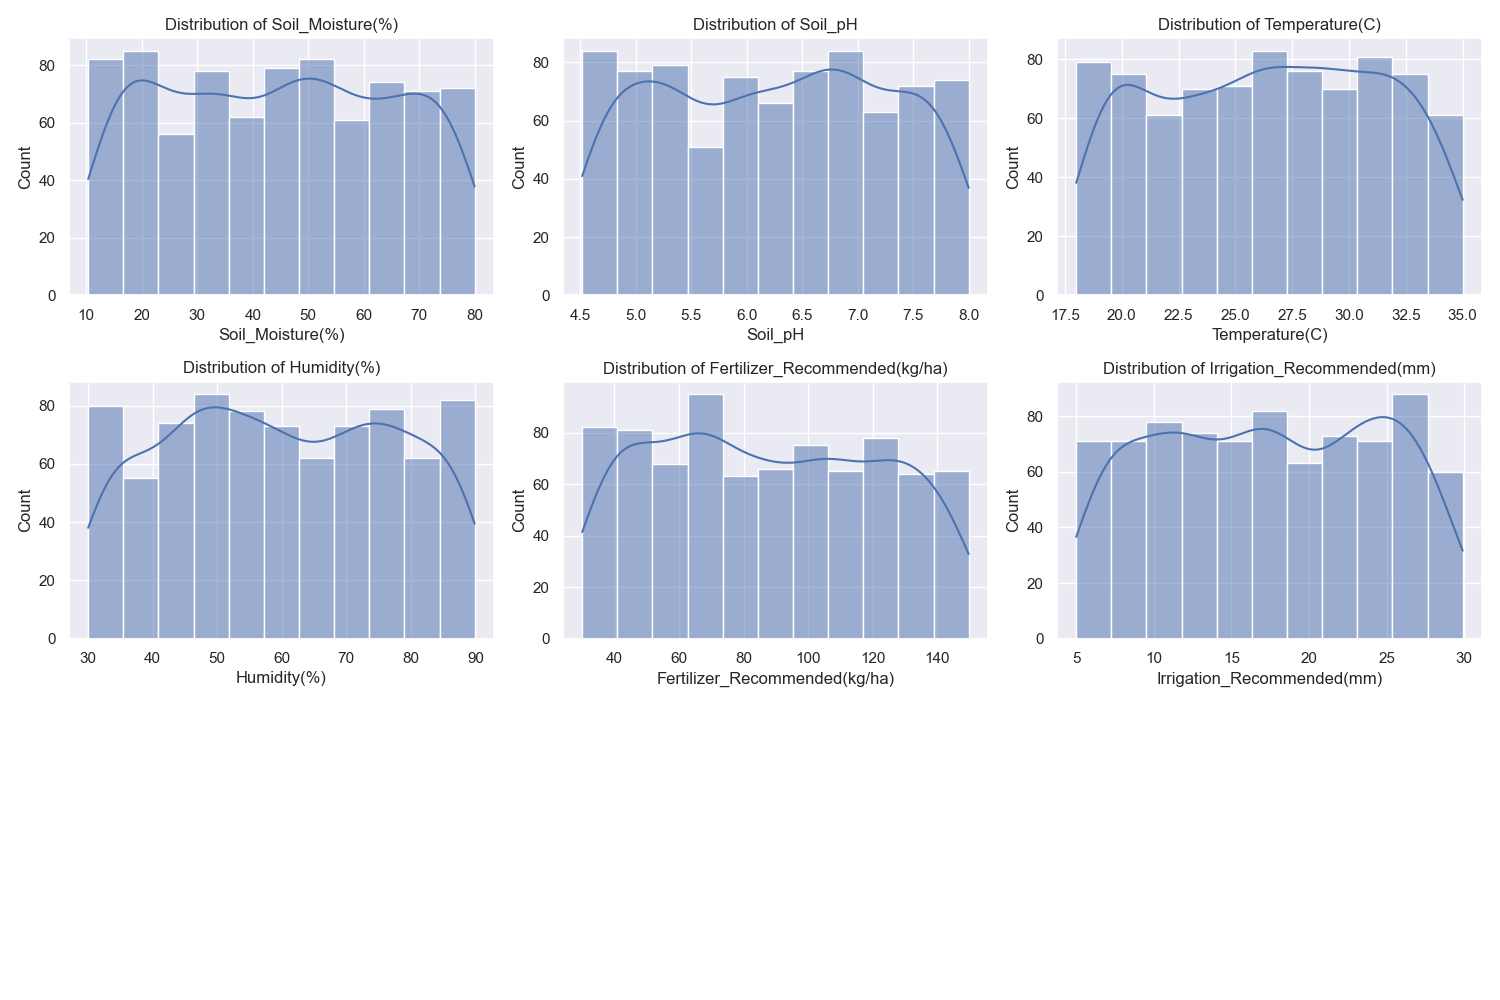 Distribution of Soil_Moisture(%)
Count
80
60
40
20
0
10 20 30 40 50 60 70 80
Soil_Moisture(%)
Distribution of Soil_pH
Count
80
60
40
20
0
4.5 5.0 5.5 6.0 6.5 7.0 7.5 8.0
Soil_pH
Distribution of Temperature(C)
Count
80
60
40
20
0
17.5 20.0 22.5 25.0 27.5 30.0 32.5 35.0
Temperature(C)
Distribution of Humidity(%)
Count
80
60
40
20
0
30 40 50 60 70 80 90
Humidity(%)
Distribution of Fertilizer_Recommended(kg/ha)
Count
80
60
40
20
0
40 60 80 100 120 140
Fertilizer_Recommended(kg/ha)
Distribution of Irrigation_Recommended(mm)
Count
80
60
40
20
0
5 10 15 20 25 30
Irrigation_Recommended(mm)